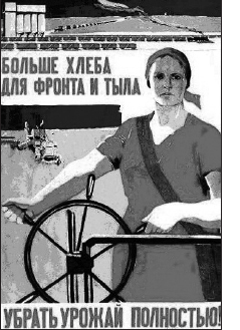 БОЛЬШЕ ХЛЕБА
ДЛЯ ФРОНТА И ТЫЛА
УБРАТЬ УРОЖАЙ ПОЛНОСТЬЮ!